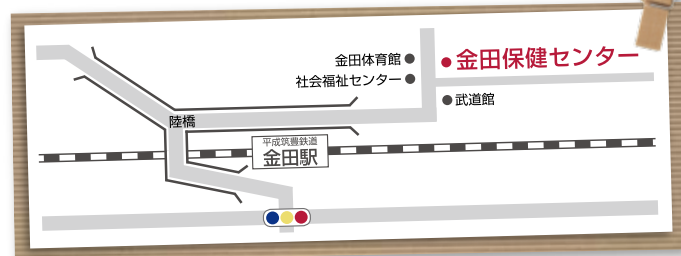 金田体育館
金田保健センター
社会福祉センター
武道館
陸橋
平成筑豊鉄道
金田駅